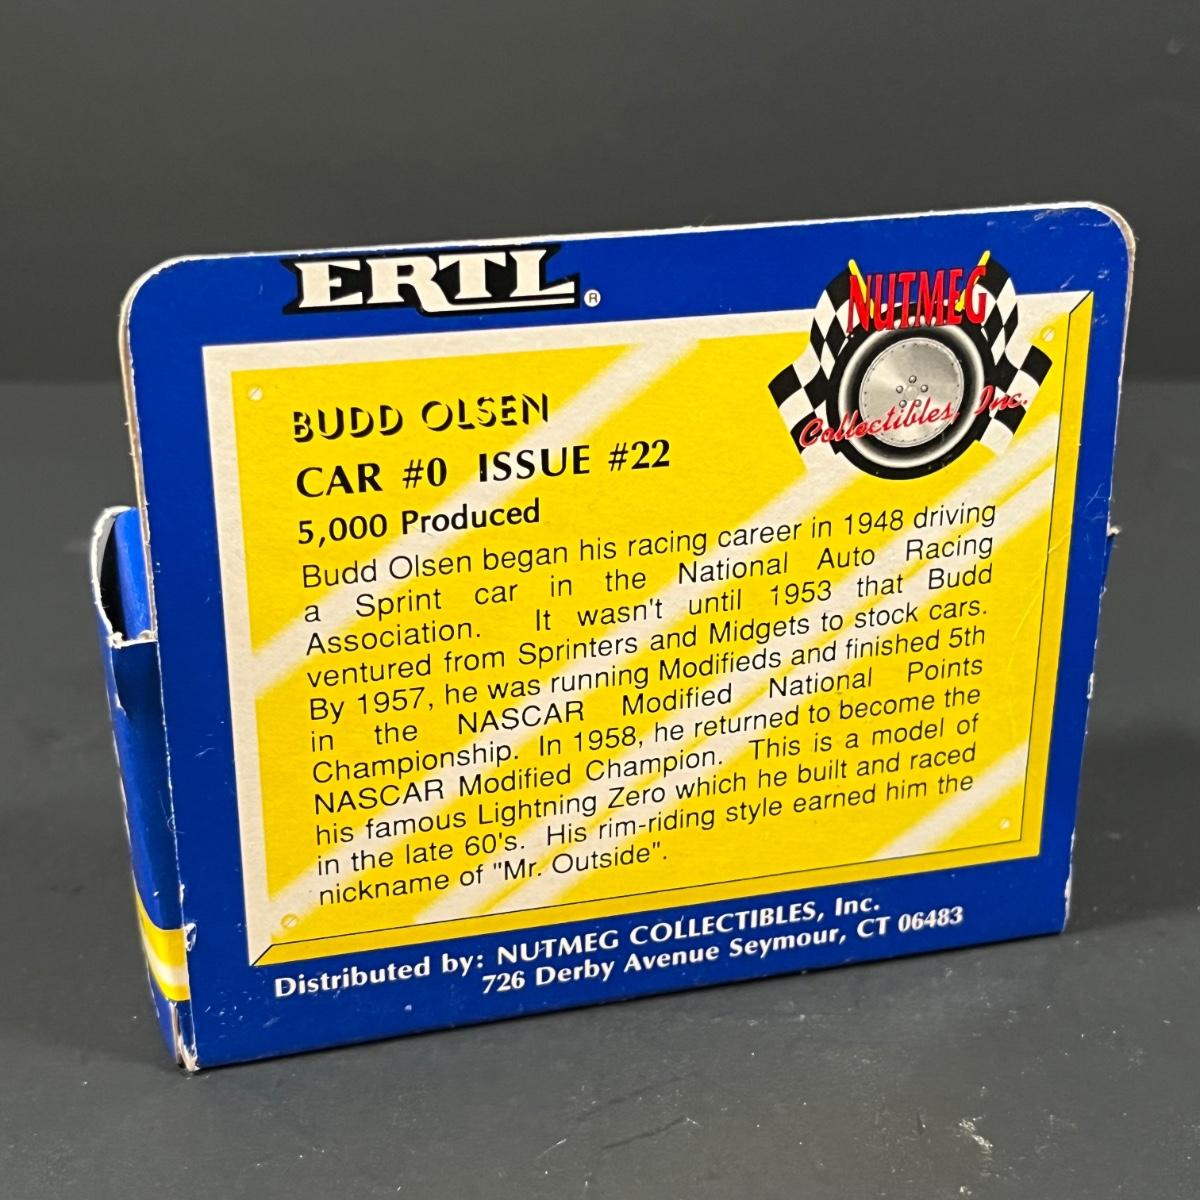 ERTL®
NUTMEG
Collectibles, Inc.
BUDD OLSEN
CAR #0 ISSUE #22
5,000 Produced
Budd Olsen began his racing career in 1948 driving
a Sprint car in the National Auto Racing
Association. It wasn't until 1953 that Budd
ventured from Sprinters and Midgets to stock cars.
By 1957, he was running Modifieds and finished 5th
in the NASCAR Modified National Points
Championship. In 1958, he returned to become the
NASCAR Modified Champion. This is a model of
his famous Lightning Zero which he built and raced
in the late 60's. His rim-riding style earned him the
nickname of "Mr. Outside".
Distributed by: NUTMEG COLLECTIBLES, Inc.
726 Derby Avenue Seymour, CT 06483